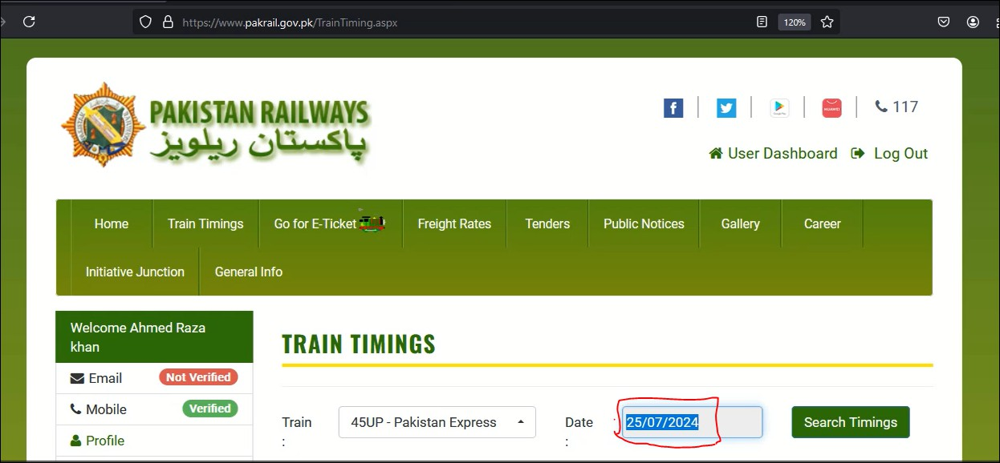 https://www.pakrail.gov.pk/TrainTiming.aspx
120%
PAKISTAN RAILWAYS
پاکستان ریلویز
117
User Dashboard Log Out
Home Train Timings Go for E-Ticket Freight Rates Tenders Public Notices Gallery Career
Initiative Junction General Info
Welcome Ahmed Raza
khan
Email Not Verified
Mobile Verified
Profile
TRAIN TIMINGS
Train : 45UP - Pakistan Express Date : 25/07/2024 Search Timings